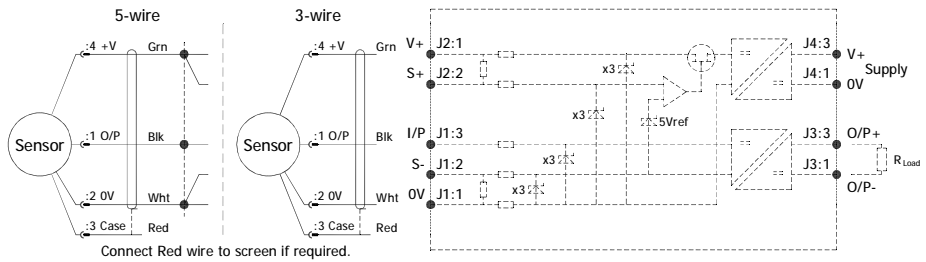 5-wire
3-wire
:4 +V Grn
:1 O/P Blk
Sensor
:2 0V Wht
:3 Case Red
:4 +V Grn
:1 O/P Blk
Sensor
:2 0V Wht
:3 Case Red
Connect Red wire to screen if required.
V+ J2:1
S+ J2:2
I/P J1:3
S- J1:2
0V J1:1
x3
x3
x3
x3
5Vref
J4:3 V+
Supply
J4:1 0V
J3:3 O/P+
R Load
J3:1 O/P-